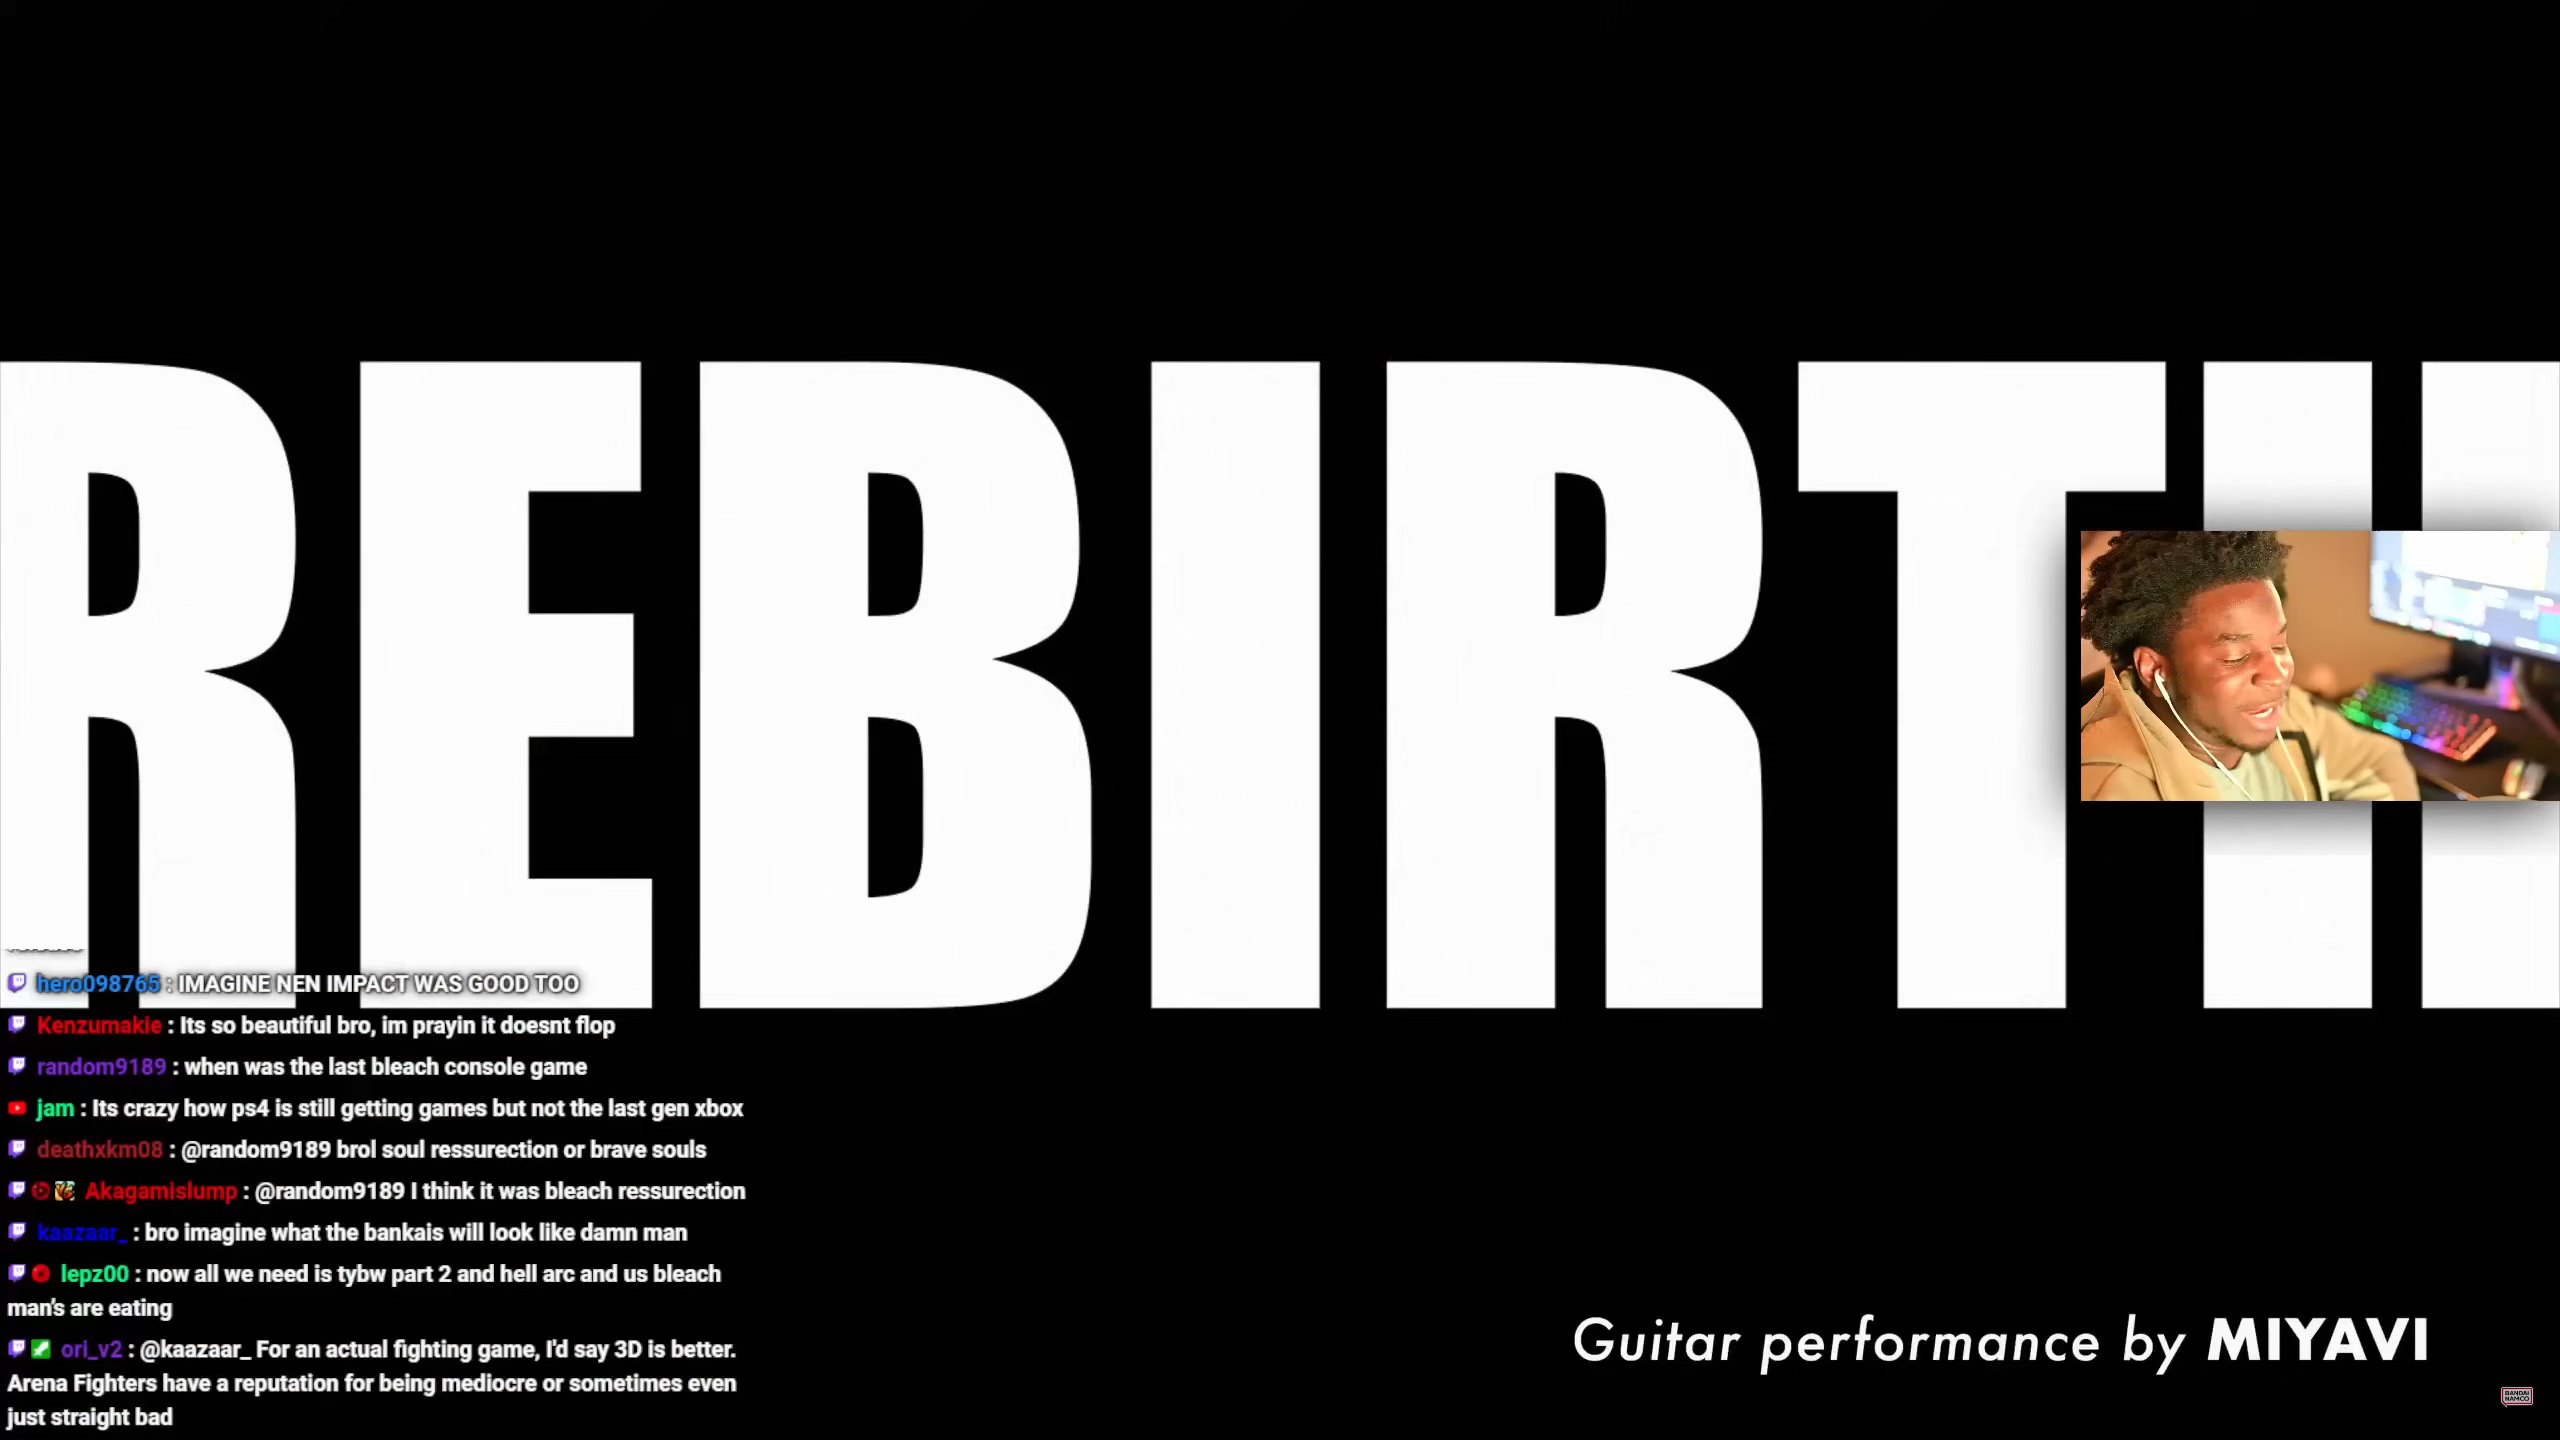 REBIRTH
hero098765 : IMAGINE NEN IMPACT WAS GOOD TOO
Kenzumakie : Its so beautiful bro, im prayin it doesnt flop
random9189 : when was the last bleach console game
jam : Its crazy how ps4 is still getting games but not the last gen xbox
deathxkm08 : @random9189 brol soul ressurection or brave souls
Akagamislump : @random9189 I think it was bleach ressurection
kaazaar_ : bro imagine what the bankais will look like damn man
lepz00 : now all we need is tybw part 2 and hell arc and us bleach
man's are eating
ori_v2 : @kaazaar_ For an actual fighting game, I'd say 3D is better.
Arena Fighters have a reputation for being mediocre or sometimes even
just straight bad
Guitar performance by MIYAVI
BANDAI
NAMCO